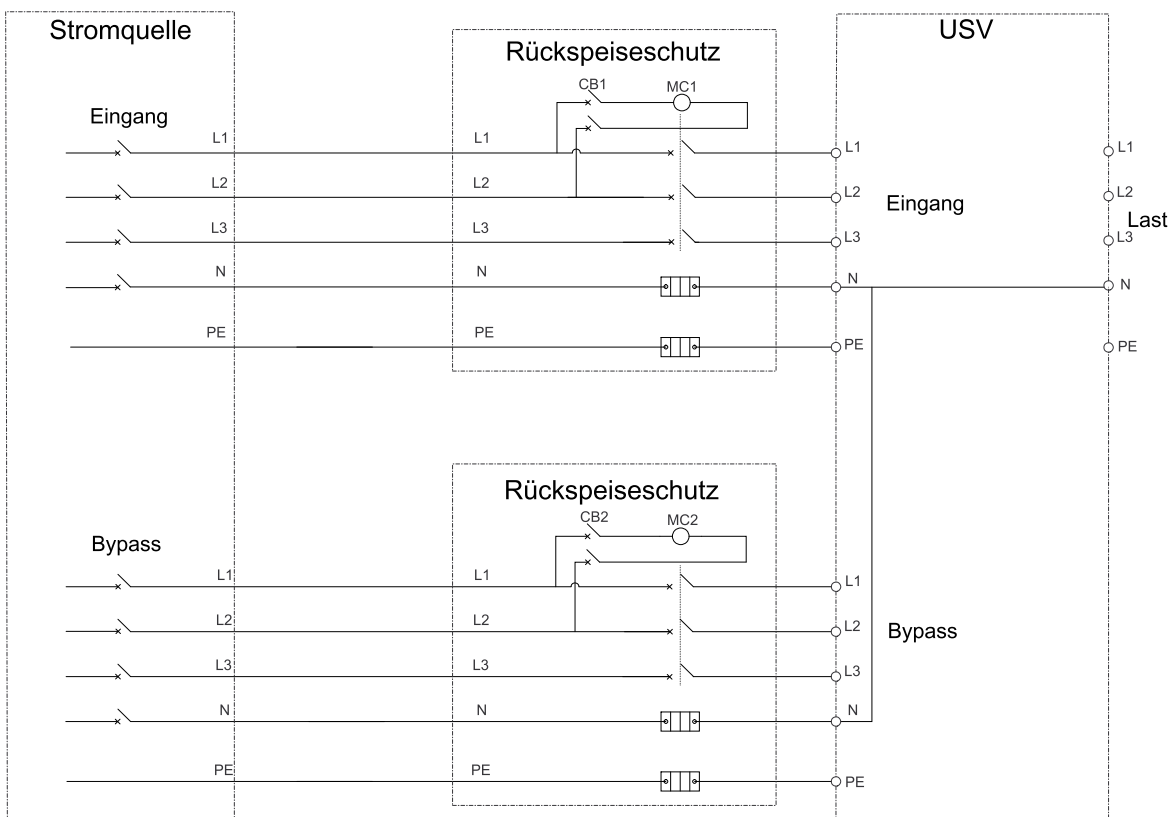 Stromquelle
Rückspeiseschutz
USV
CB1
MC1
Eingang
L1
L1
L1
L1
L2
L2
L2
L2
Eingang
Last
L3
L3
L3
L3
N
N
N
N
PE
PE
PE
PE
Rückspeiseschutz
CB2
MC2
Bypass
L1
L1
L1
L2
L2
L2
Bypass
L3
L3
L3
N
N
N
PE
PE
PE